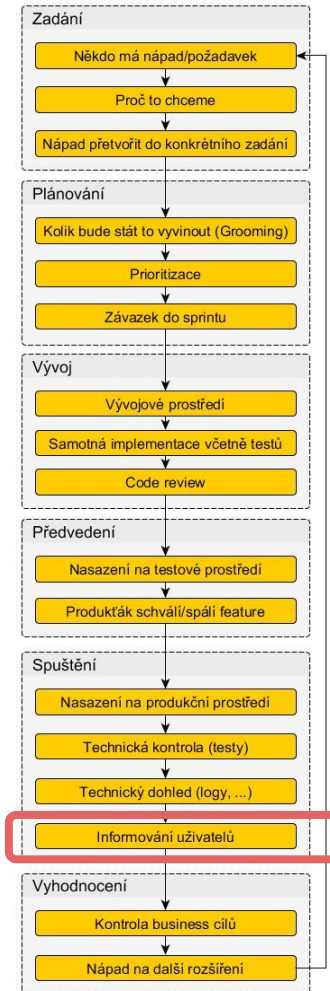 Zadání
Někdo má nápad/požadavek
Proč to chceme
Nápad přetvořit do konkrétního zadání
Plánování
Kolik bude stát to vyvinout (Grooming)
Prioritizace
Závazek do sprintu
Vývoj
Vývojové prostředí
Samotná implementace včetně testů
Code review
Předvedení
Nasazení na testové prostředí
Produkťák schválí/spálí feature
Spuštění
Nasazení na produkční prostředí
Technická kontrola (testy)
Technický dohled (logy, ...)
Informování uživatelů
Vyhodnocení
Kontrola business cílů
Nápad na další rozšíření